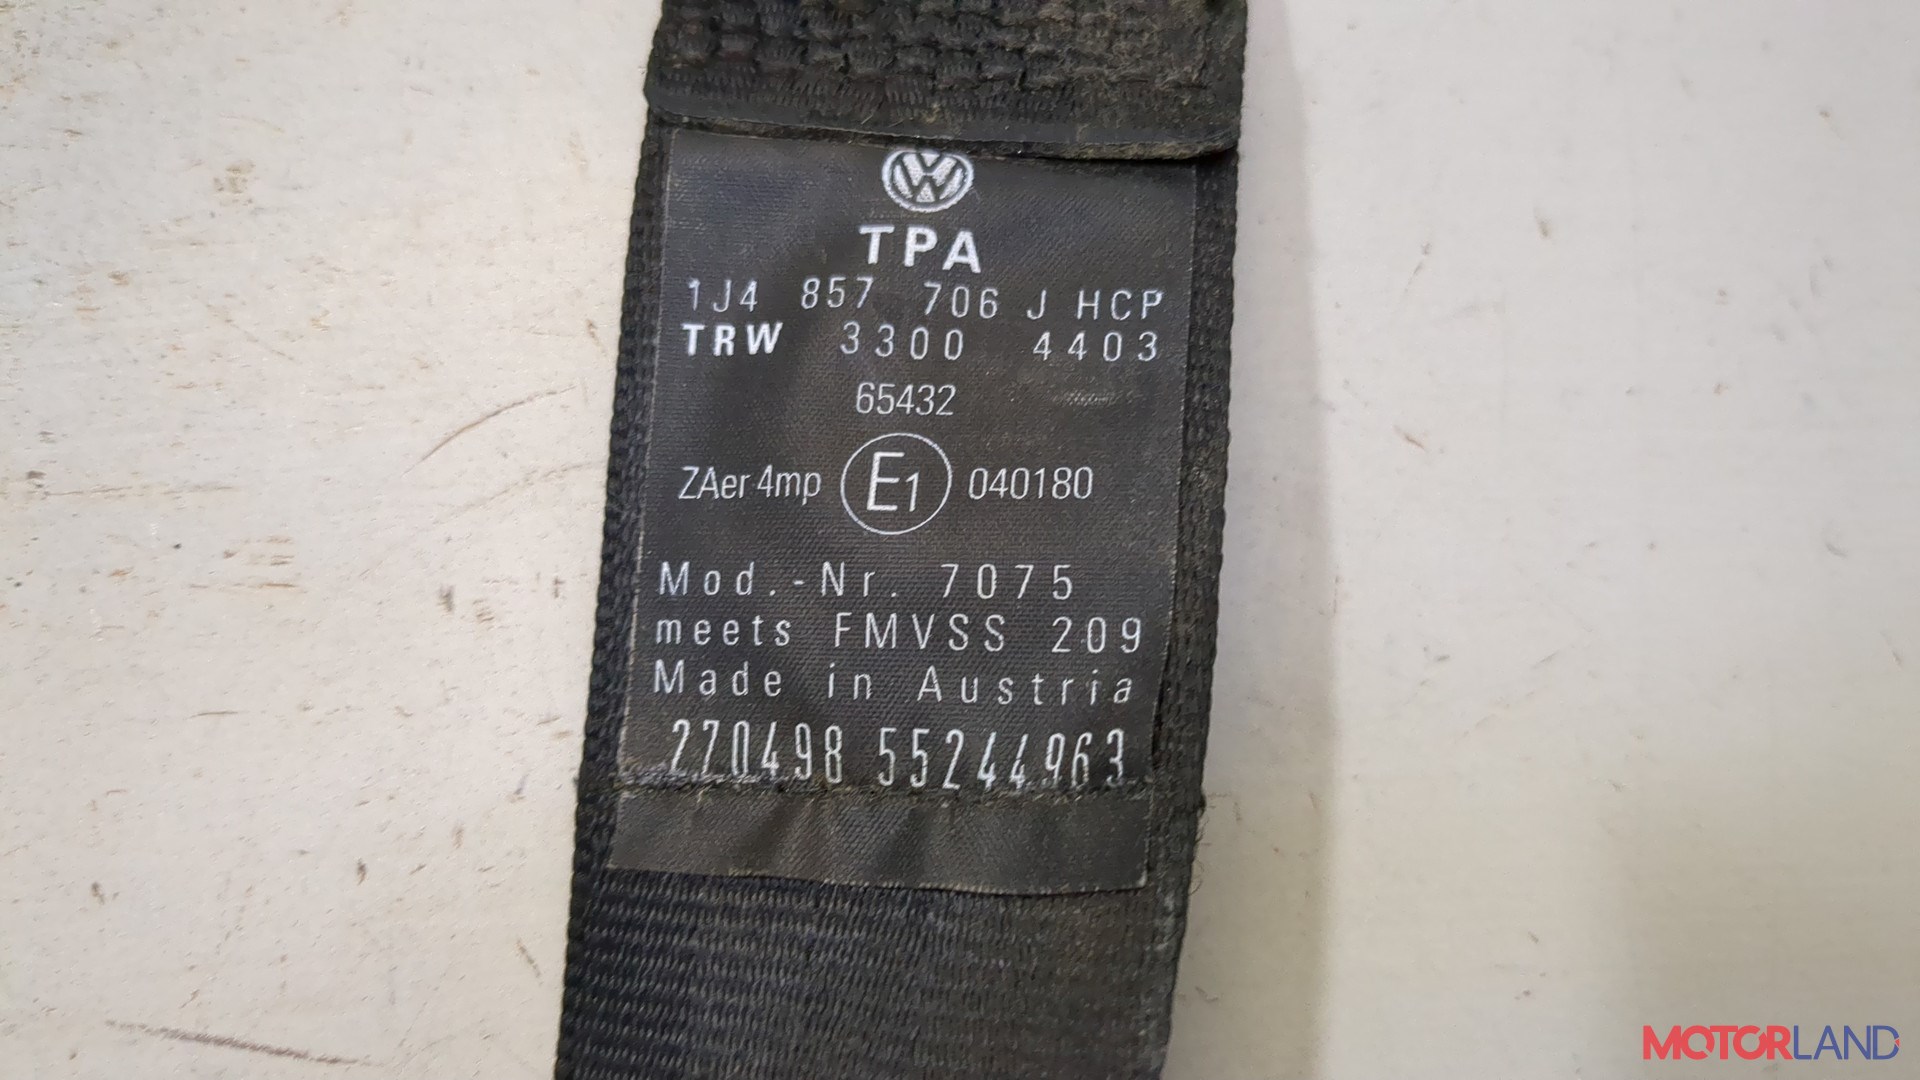 TPA
1J4 857 706 J HCP
TRW 3300 4403
65432
ZAer 4mp E1 040180
Mod.-Nr. 7075
meets FMVSS 209
Made in Austria
270498 55244963
MOTORLAND